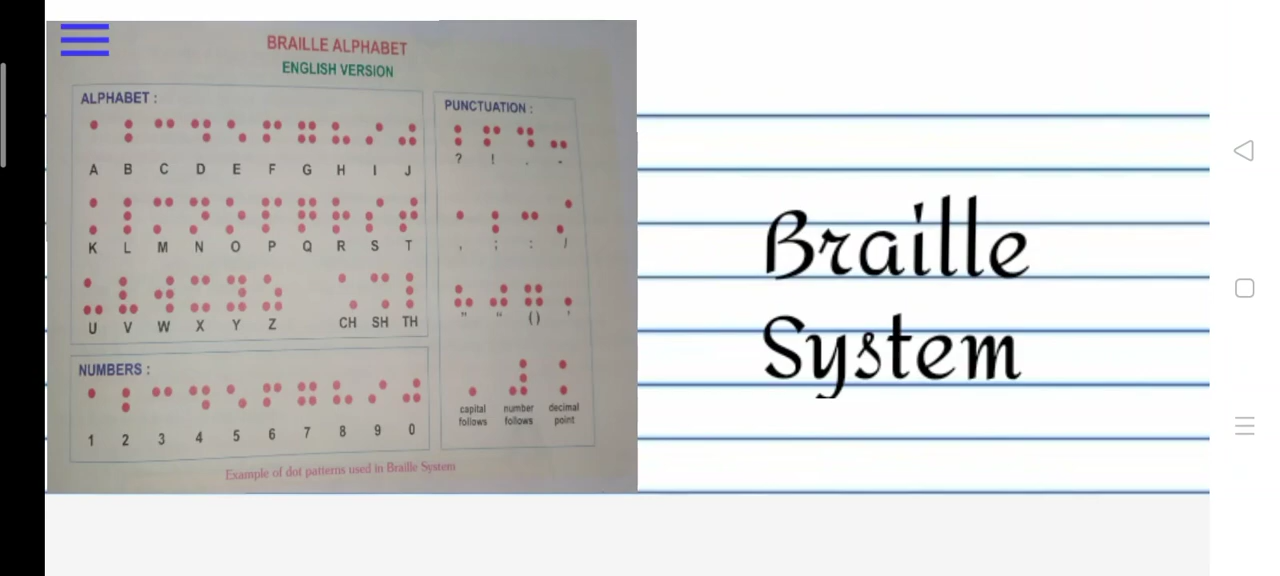 BRAILLE ALPHABET
ENGLISH VERSION
ALPHABET :
A B C D E F G H I J
K L M N O P Q R S T
U V W X Y Z CH SH TH
NUMBERS :
1 2 3 4 5 6 7 8 9 0
Example of dot patterns used in Braille System
PUNCTUATION :
? ! . -
, ; : /
" “ () '
capital follows number follows decimal point
Braille
System